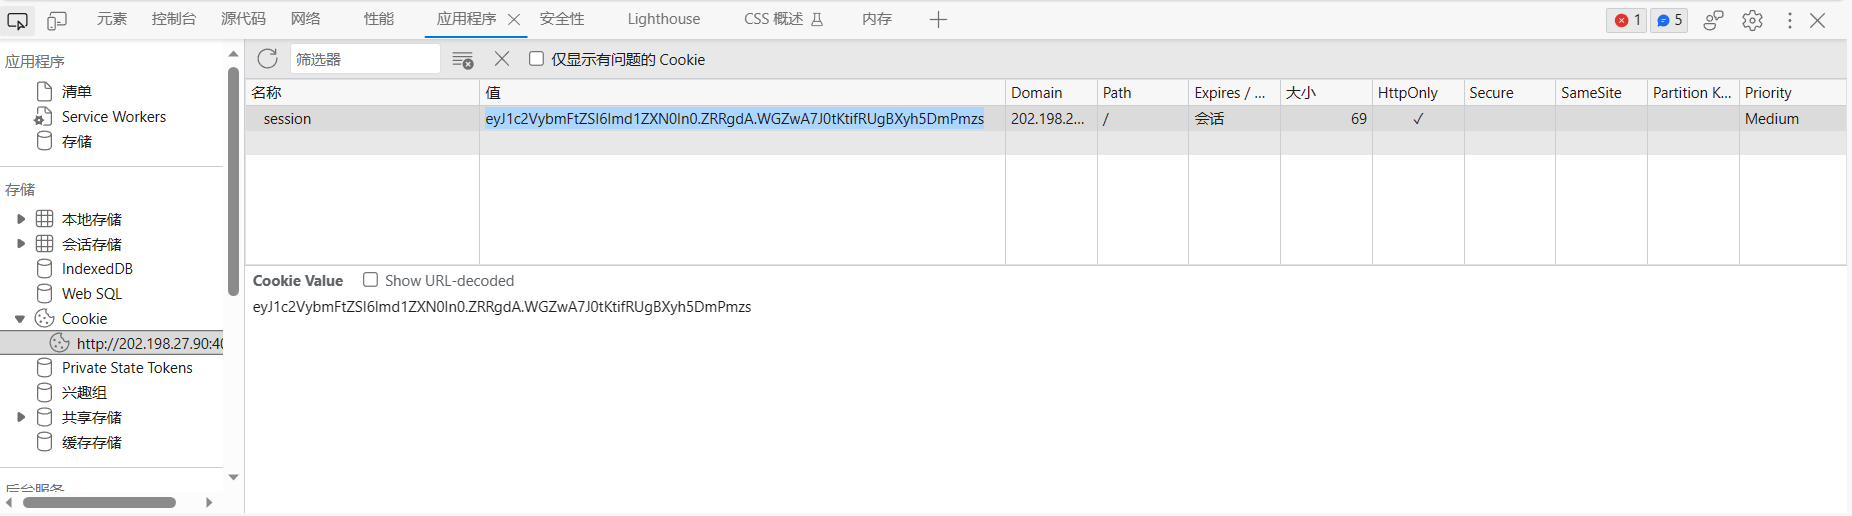 元素 控制台 源代码 网络 性能 应用程序 安全性 Lighthouse CSS 概述 内存 1 5
应用程序
清单
Service Workers
存储
存储
本地存储
会话存储
IndexedDB
Web SQL
Cookie
http://202.198.27.90:40
Private State Tokens
兴趣组
共享存储
缓存存储
后台服务
筛选器 仅显示有问题的 Cookie
名称 值 Domain Path Expires / ... 大小 HttpOnly Secure SameSite Partition K... Priority
session eyJ1c2VybmFtZSI6Imd1ZXN0In0.ZRRgdA.WGZwA7J0tKtifRUgBXyh5DmPmzs 202.198.2... / 会话 69 ✓ Medium
Cookie Value Show URL-decoded
eyJ1c2VybmFtZSI6Imd1ZXN0In0.ZRRgdA.WGZwA7J0tKtifRUgBXyh5DmPmzs